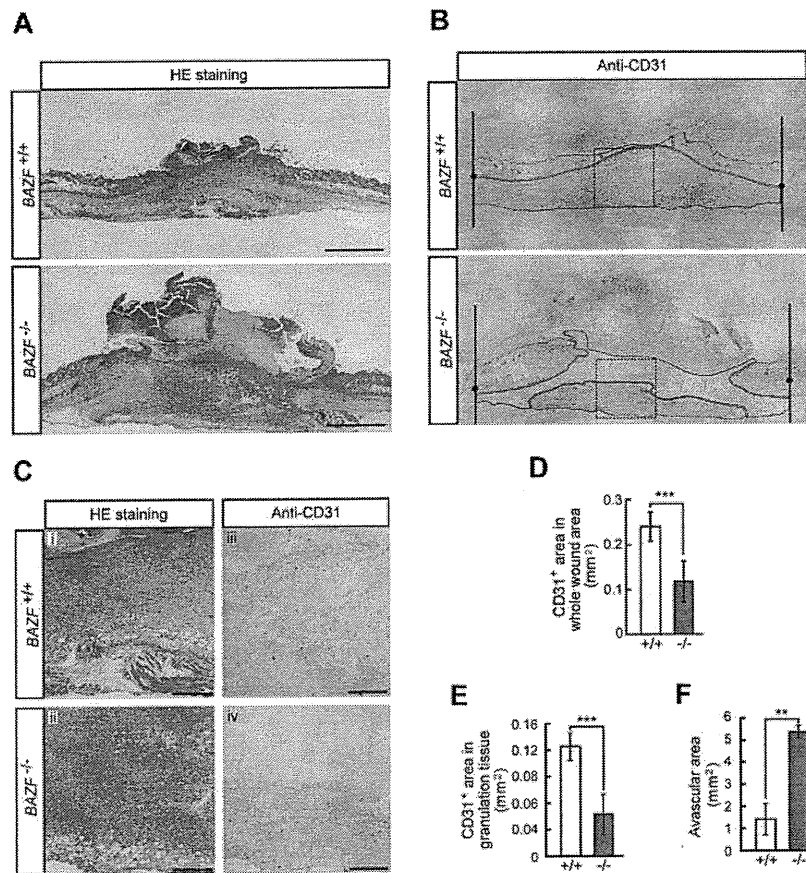 A
HE staining
BAZF +/+
BAZF -/-
B
Anti-CD31
BAZF +/+
BAZF -/-
C
HE staining
Anti-CD31
BAZF +/+
BAZF -/-
i
iii
ii
iv
D
CD31+ area in
whole wound area
(mm2)
0.3
0.2
0.1
0
***
+/+
-/-
E
CD31+ area in
granulation tissue
(mm2)
0.16
0.12
0.08
0.04
0
***
+/+
-/-
F
Avascular area
(mm2)
6
5
4
3
2
1
0
**
+/+
-/-